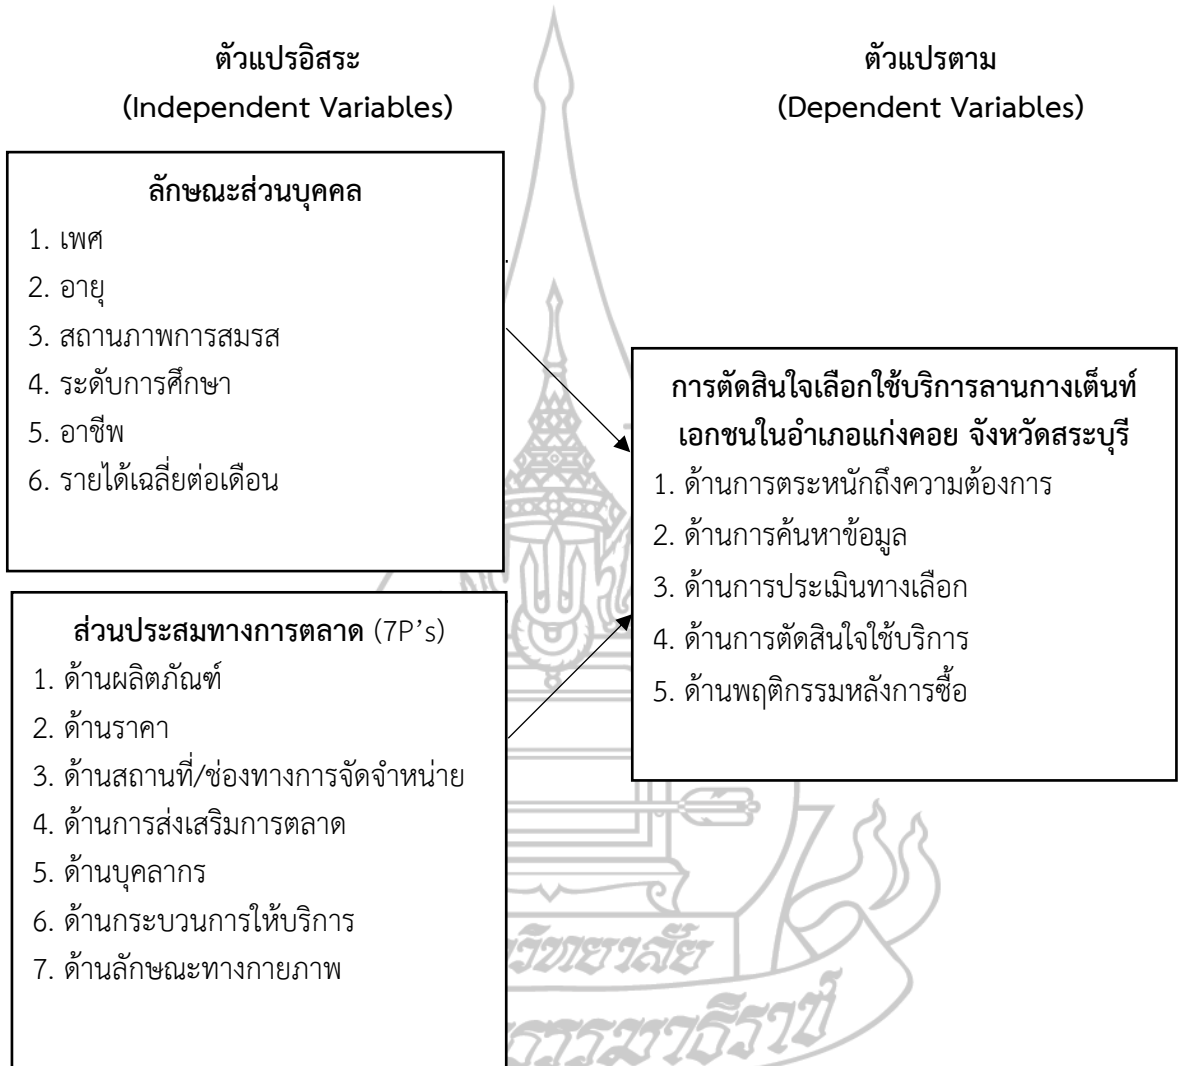 ตัวแปรอิสระ
(Independent Variables)
ตัวแปรตาม
(Dependent Variables)
ลักษณะส่วนบุคคล
1. เพศ
2. อายุ
3. สถานภาพการสมรส
4. ระดับการศึกษา
5. อาชีพ
6. รายได้เฉลี่ยต่อเดือน
ส่วนประสมทางการตลาด (7P's)
1. ด้านผลิตภัณฑ์
2. ด้านราคา
3. ด้านสถานที่/ช่องทางการจัดจำหน่าย
4. ด้านการส่งเสริมการตลาด
5. ด้านบุคลากร
6. ด้านกระบวนการให้บริการ
7. ด้านลักษณะทางกายภาพ
การตัดสินใจเลือกใช้บริการลานกางเต็นท์
เอกชนในอำเภอแก่งคอย จังหวัดสระบุรี
1. ด้านการตระหนักถึงความต้องการ
2. ด้านการค้นหาข้อมูล
3. ด้านการประเมินทางเลือก
4. ด้านการตัดสินใจใช้บริการ
5. ด้านพฤติกรรมหลังการซื้อ